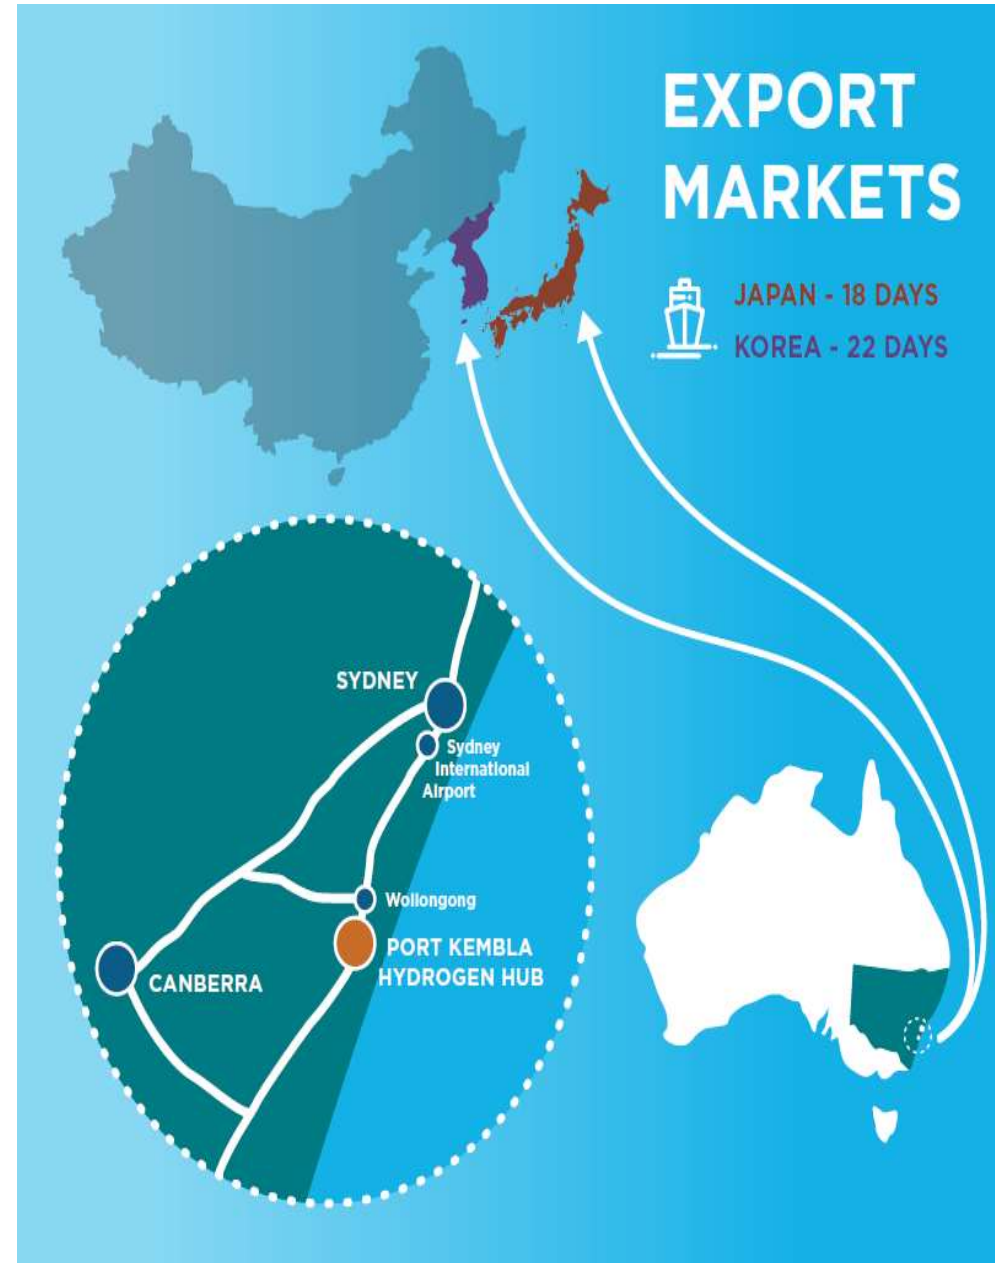 EXPORT
MARKETS
JAPAN - 18 DAYS
KOREA - 22 DAYS
SYDNEY
Sydney
International
Airport
Wollongong
PORT KEMBLA
HYDROGEN HUB
CANBERRA